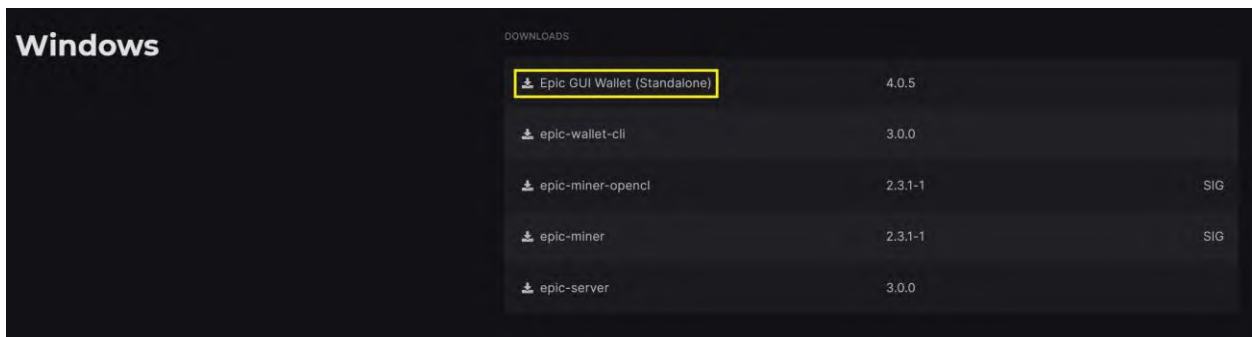 Windows
DOWNLOADS
Epic GUI Wallet (Standalone) 4.0.5
epic-wallet-cli 3.0.0
epic-miner-opencl 2.3.1-1 SIG
epic-miner 2.3.1-1 SIG
epic-server 3.0.0